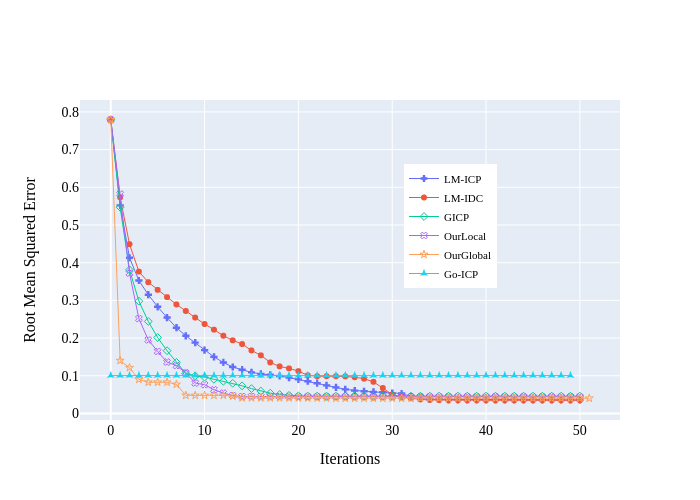 0.8
0.7
0.6
0.5
0.4
0.3
0.2
0.1
0
Root Mean Squared Error
LM-ICP
LM-IDC
GICP
OurLocal
OurGlobal
Go-ICP
0 10 20 30 40 50
Iterations